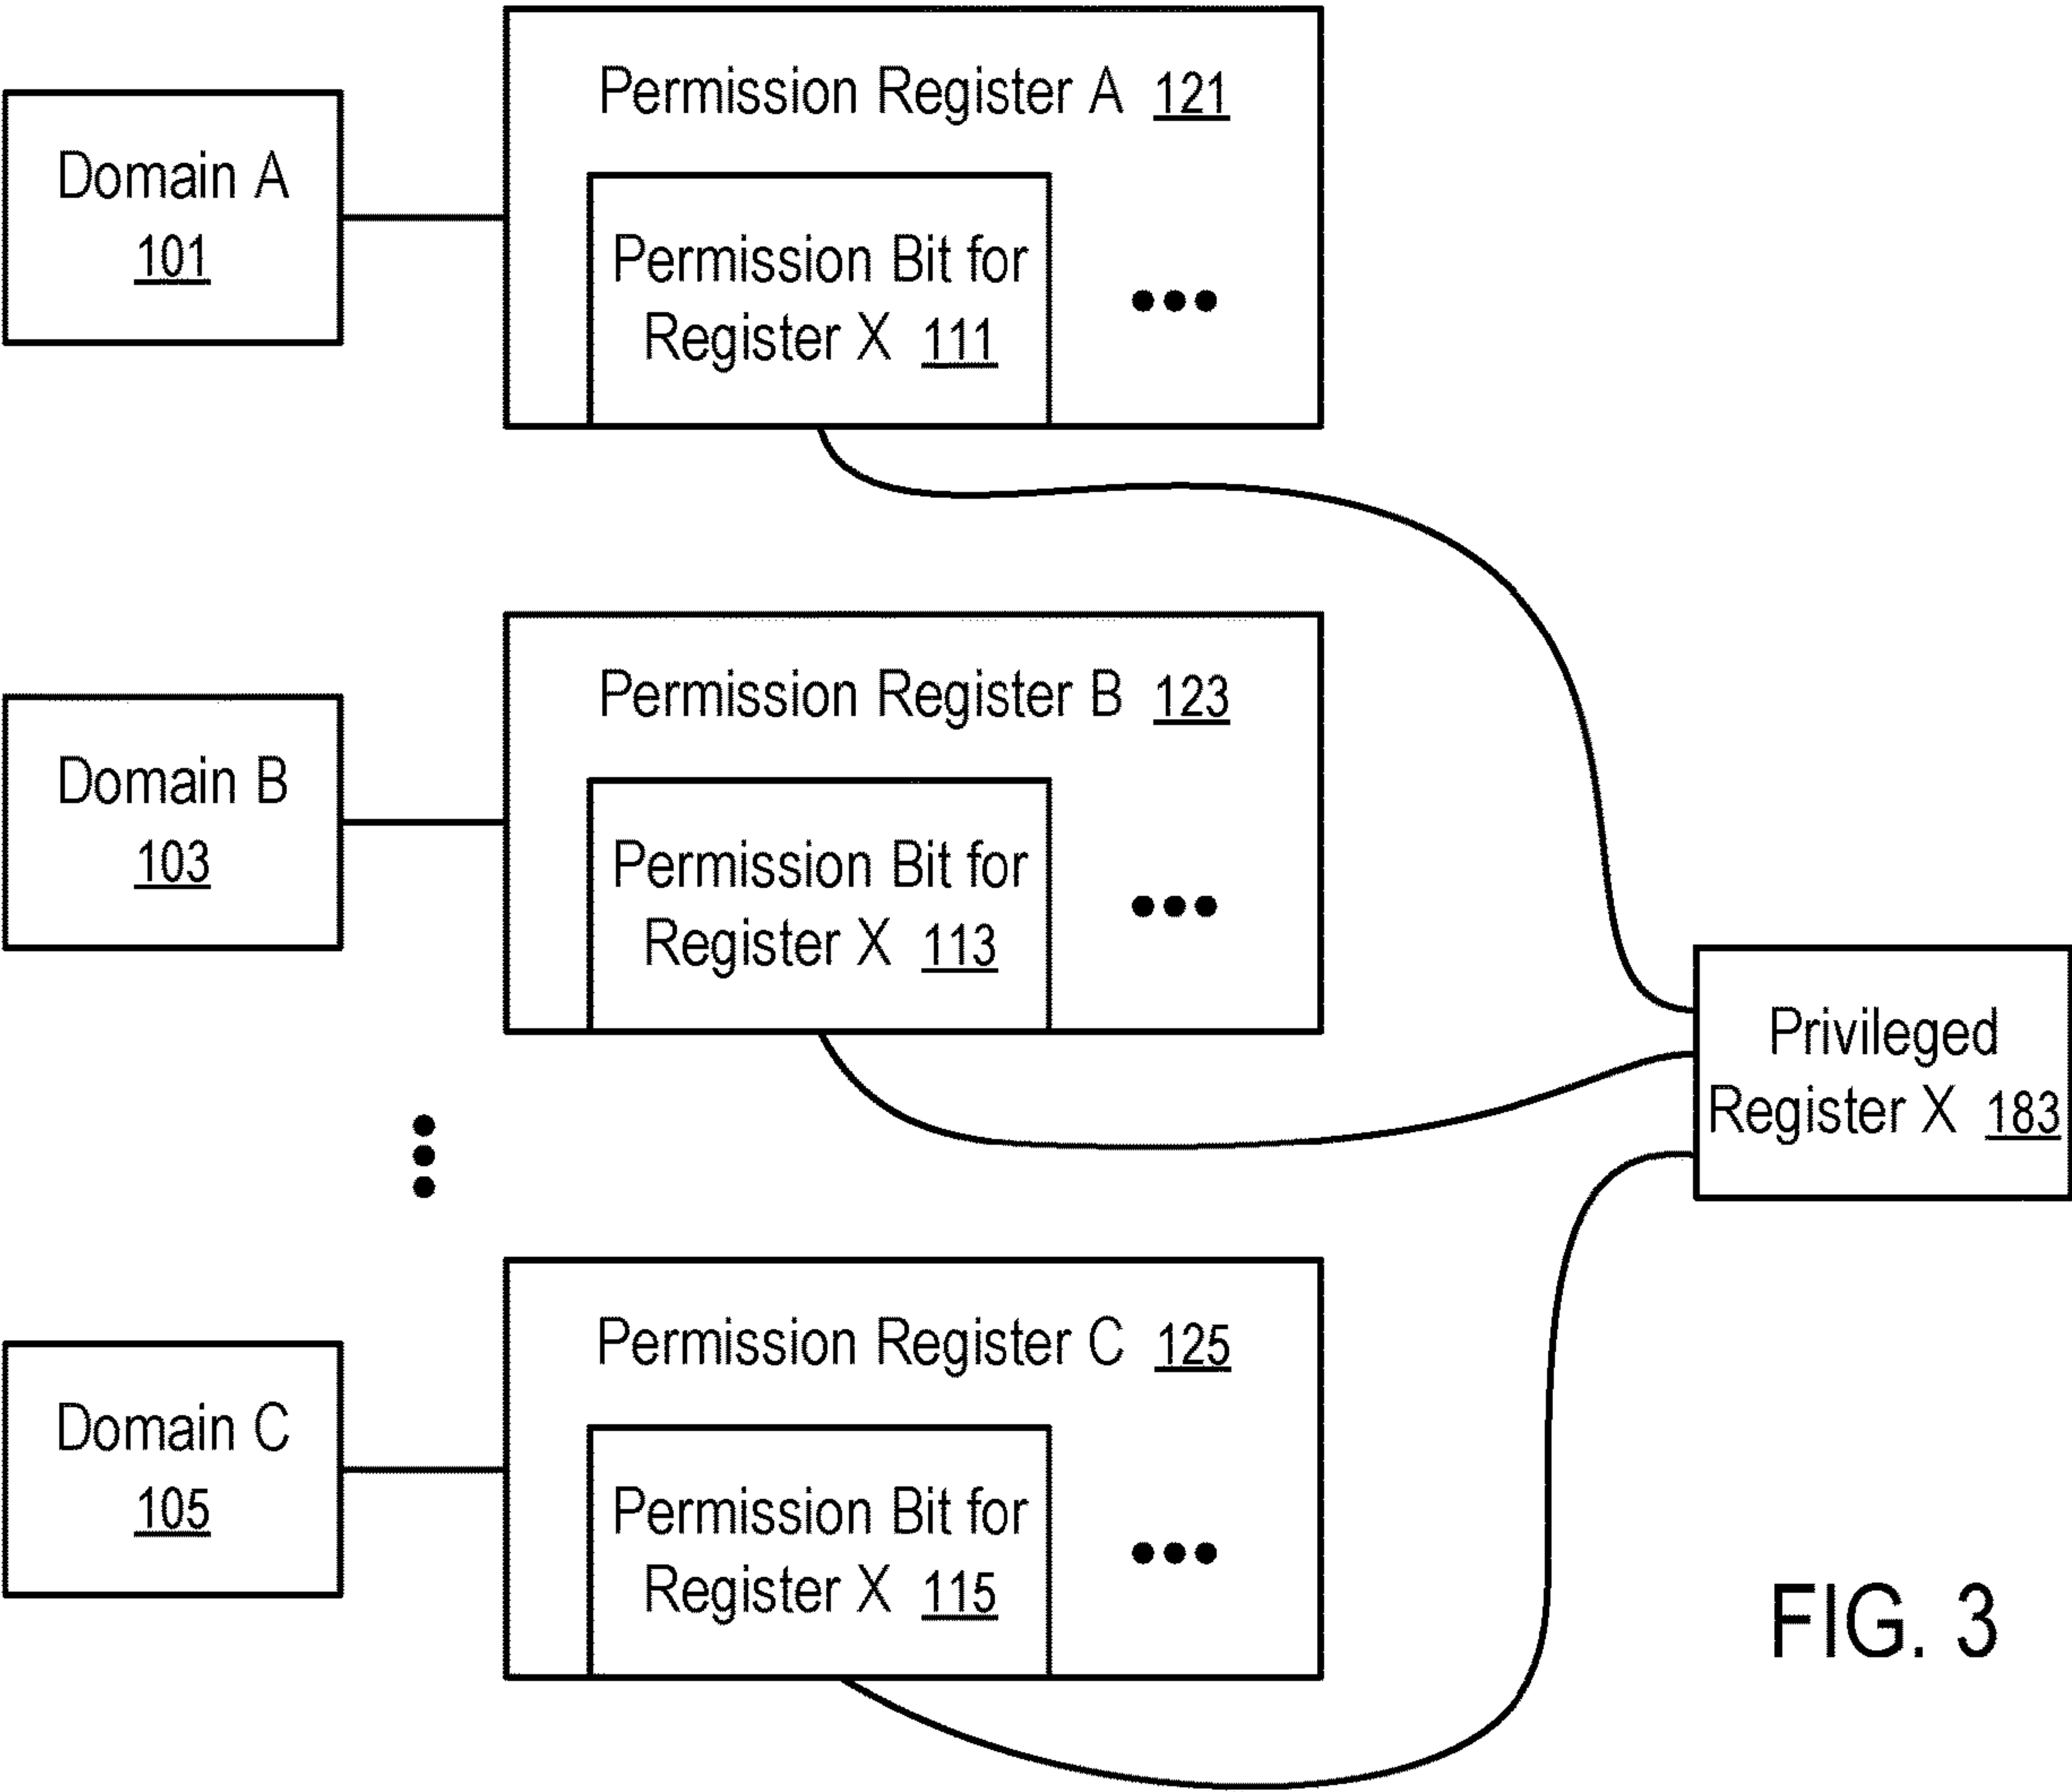 Permission Register A 121
Domain A
101
Permission Bit for
Register X 111
Permission Register B 123
Domain B
103
Permission Bit for
Register X 113
Privileged
Register X 183
Permission Register C 125
Domain C
105
Permission Bit for
Register X 115
FIG. 3